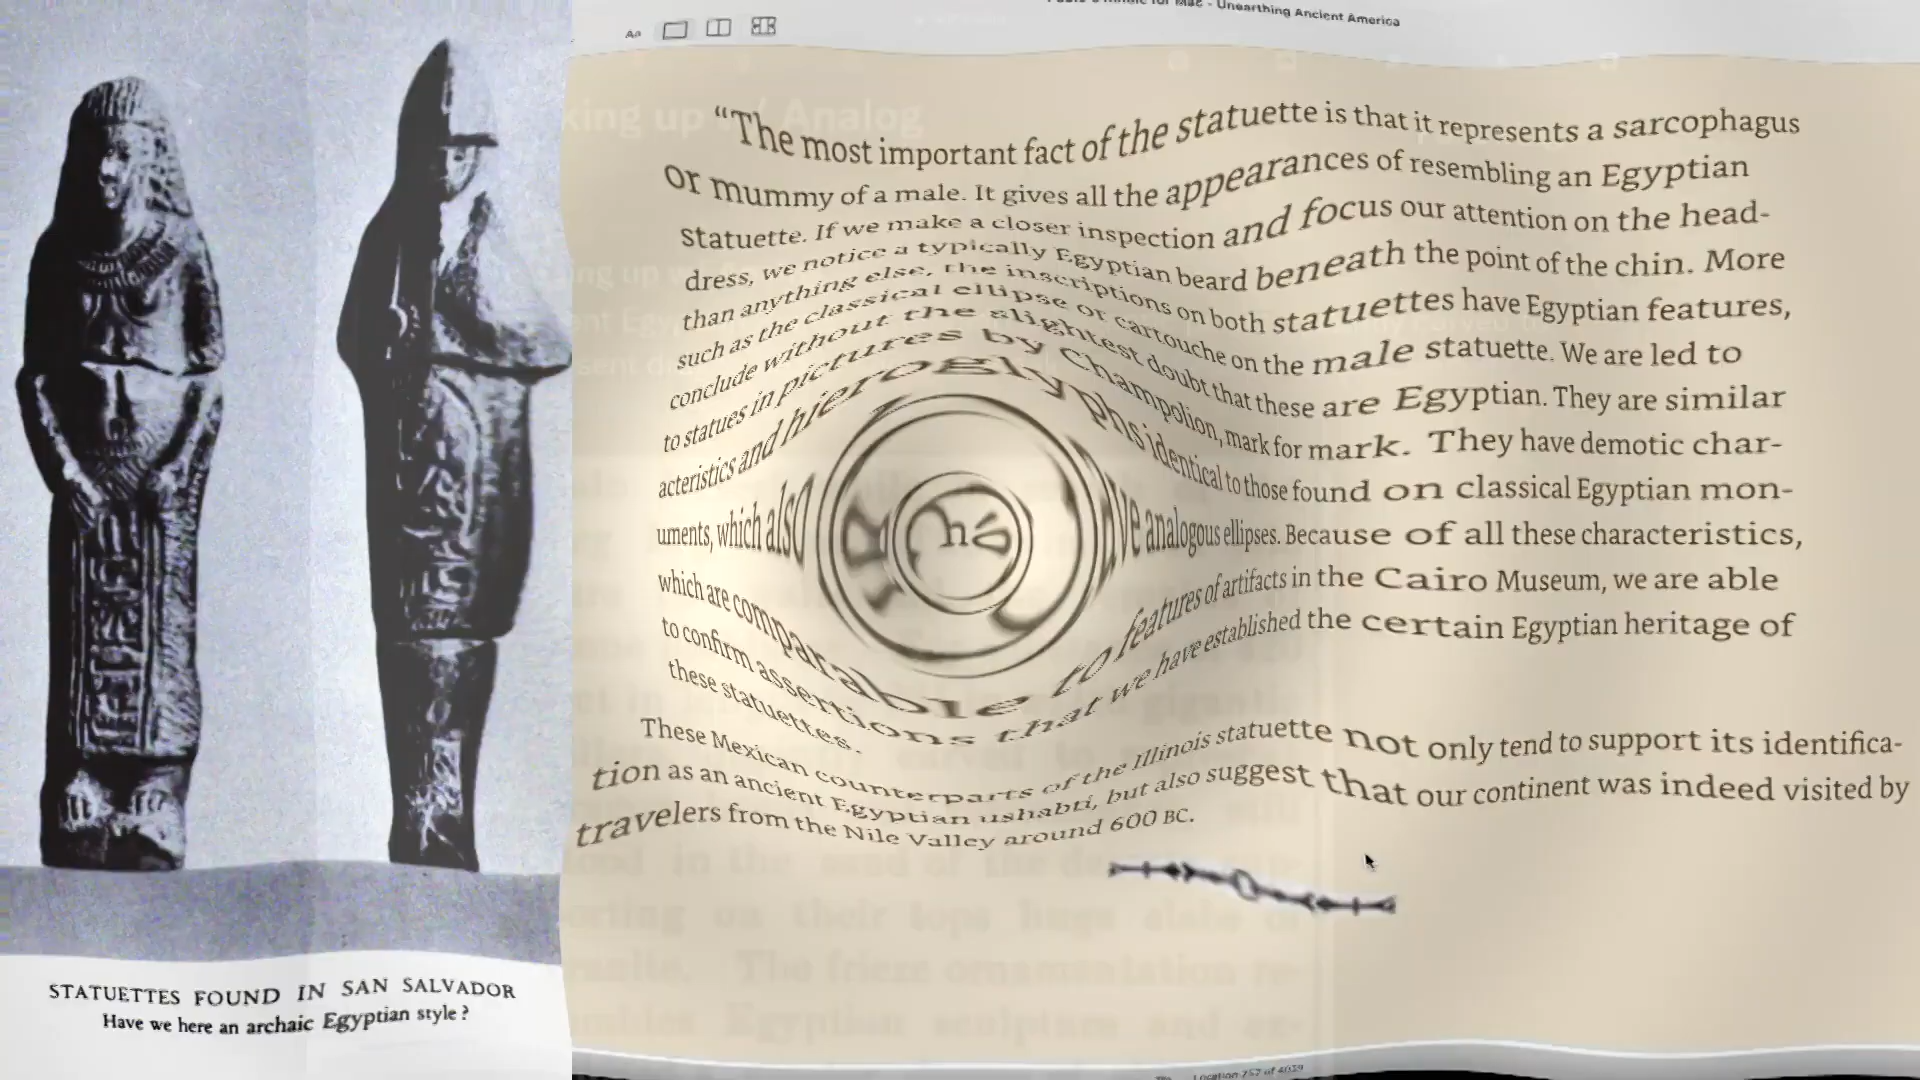 Unearthing Ancient America
Aa
“The most important fact of the statuette is that it represents a sarcophagus
or mummy of a male. It gives all the appearances of resembling an Egyptian
statuette. If we make a closer inspection and focus our attention on the head-
dress, we notice a typically Egyptian beard beneath the point of the chin. More
than anything else, the inscriptions on both statuettes have Egyptian features,
such as the classical ellipse or cartouche on the male statuette. We are led to
conclude without the slightest doubt that these are Egyptian. They are similar
to statues in pictures by Champolion, mark for mark. They have demotic char-
acteristics and hieroglyphs identical to those found on classical Egyptian mon-
uments, which also analogous ellipses. Because of all these characteristics,
which are comparable to features of artifacts in the Cairo Museum, we are able
to confirm assertions that we have established the certain Egyptian heritage of
these statuettes.
These Mexican counterparts of the Illinois statuette not only tend to support its identifica-
tion as an ancient Egyptian ushabti, but also suggest that our continent was indeed visited by
travelers from the Nile Valley around 600 BC.
STATUETTES FOUND IN SAN SALVADOR
Have we here an archaic Egyptian style?